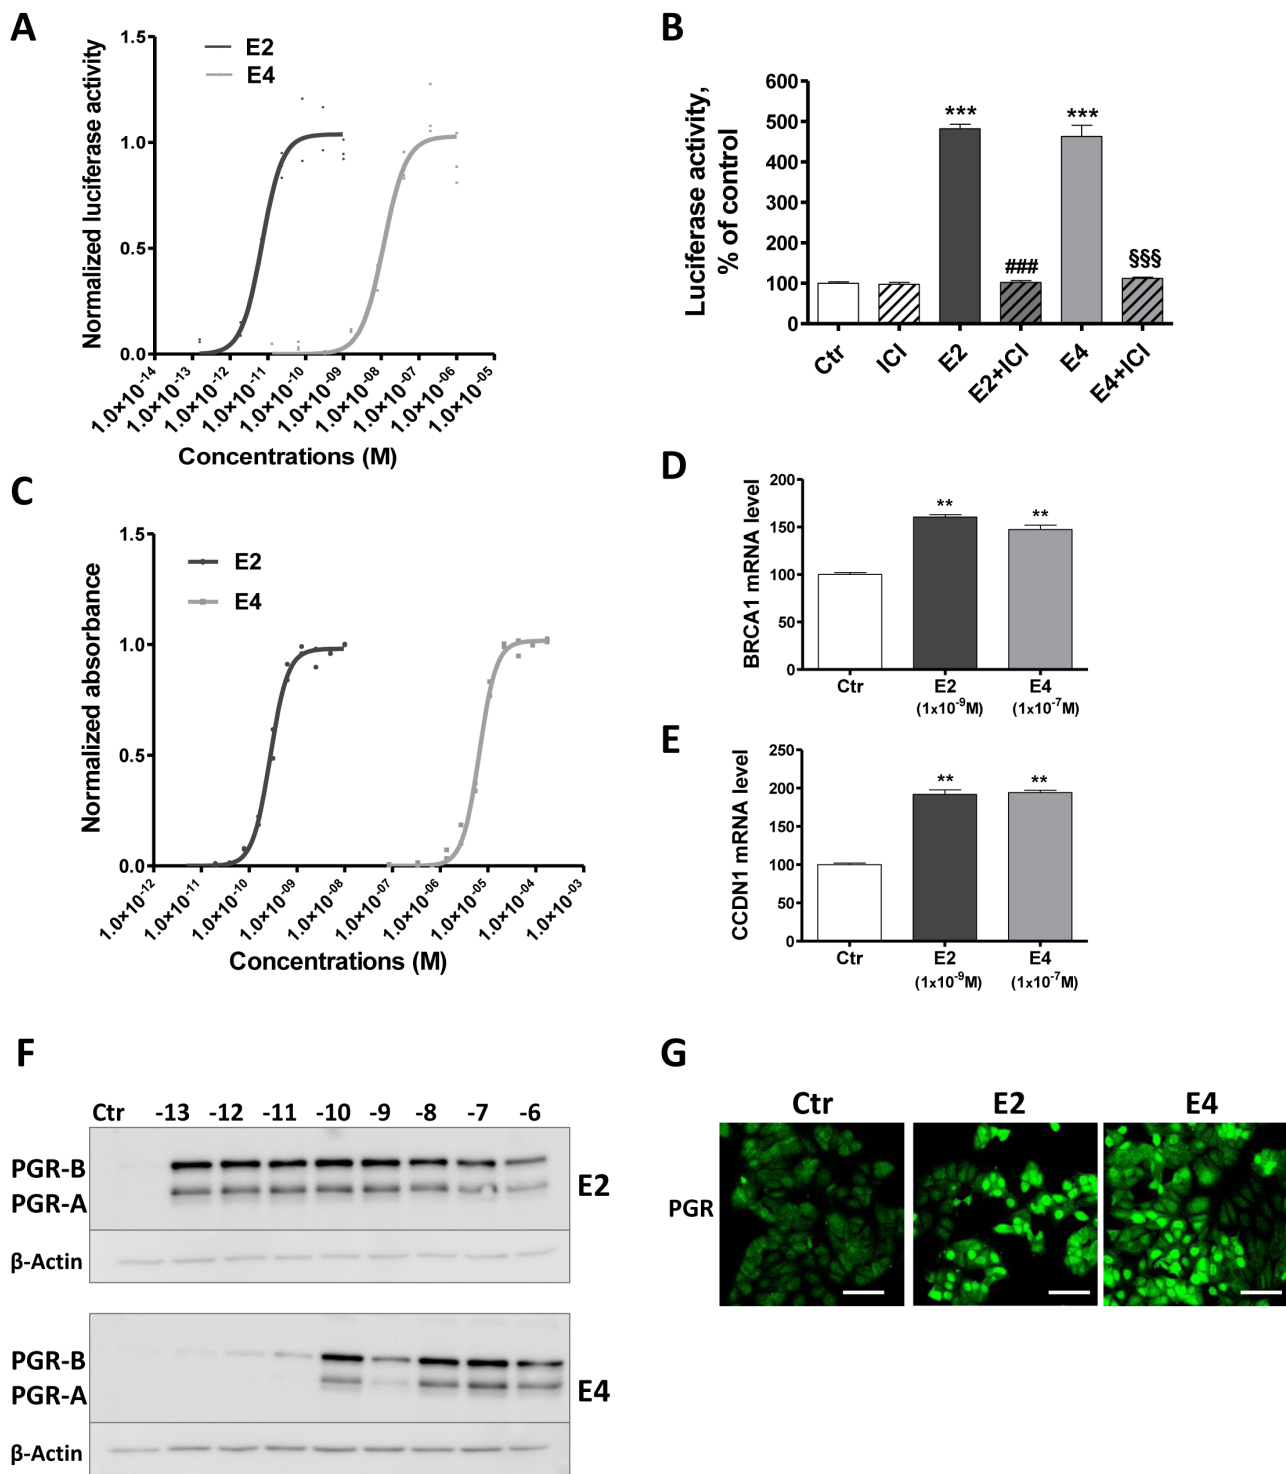 A
1.5
1.0
0.5
0.0
Normalized luciferase activity
E2
E4
1.0×10⁻¹⁴
1.0×10⁻¹³
1.0×10⁻¹²
1.0×10⁻¹¹
1.0×10⁻¹⁰
1.0×10⁻⁰⁹
1.0×10⁻⁰⁸
1.0×10⁻⁰⁷
1.0×10⁻⁰⁶
1.0×10⁻⁰⁵
Concentrations (M)
B
Luciferase activity,
% of control
600
500
400
300
200
100
0
***
###
***
§§§
Ctr
ICI
E2
E2+ICI
E4
E4+ICI
C
1.5
1.0
0.5
0.0
Normalized absorbance
E2
E4
1.0×10⁻¹²
1.0×10⁻¹¹
1.0×10⁻¹⁰
1.0×10⁻⁰⁹
1.0×10⁻⁰⁸
1.0×10⁻⁰⁷
1.0×10⁻⁰⁶
1.0×10⁻⁰⁵
1.0×10⁻⁰⁴
1.0×10⁻⁰³
Concentrations (M)
D
BRCA1 mRNA level
200
150
100
50
0
**
**
Ctr E2 E4
(1x10⁻⁹M) (1x10⁻⁷M)
E
CCDN1 mRNA level
250
200
150
100
50
0
**
**
Ctr E2 E4
(1x10⁻⁹M) (1x10⁻⁷M)
F
Ctr -13 -12 -11 -10 -9 -8 -7 -6
PGR-B
PGR-A
E2
β-Actin
PGR-B
PGR-A
E4
β-Actin
G
Ctr E2 E4
PGR